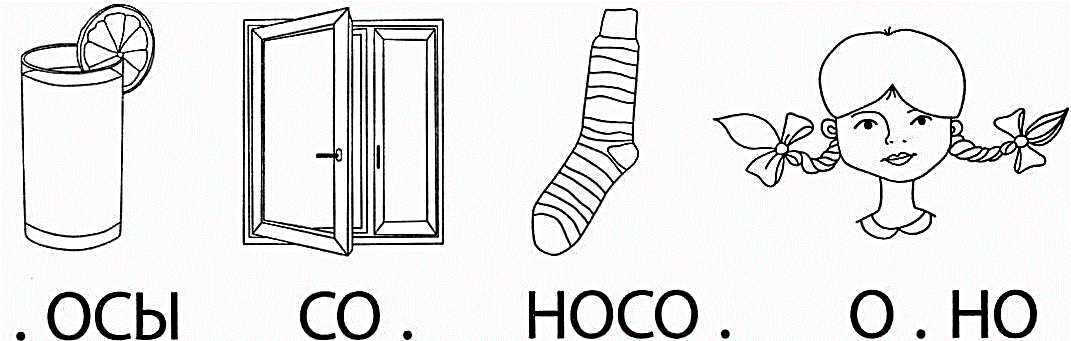 . ОСЫ СО . НОСО . О . НО